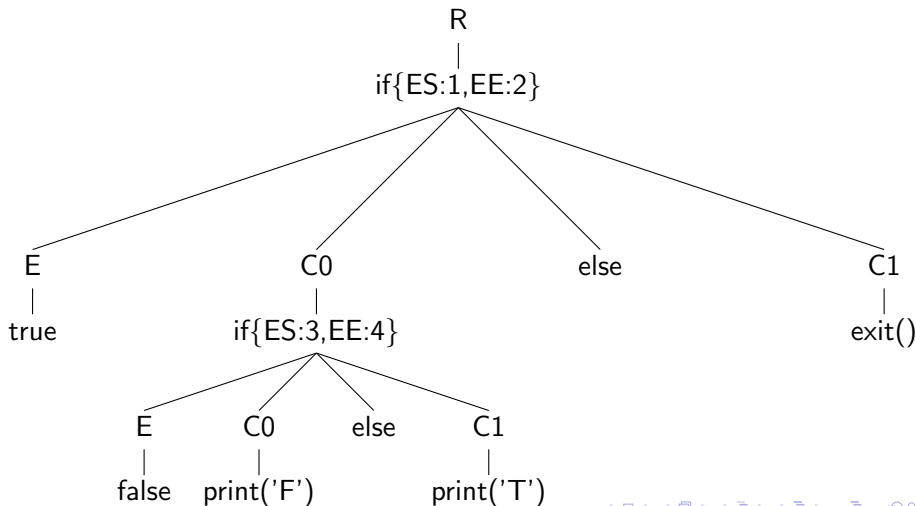 R
if{ES:1,EE:2}
E C0 else C1
true if{ES:3,EE:4} exit()
E C0 else C1
false print('F') print('T')